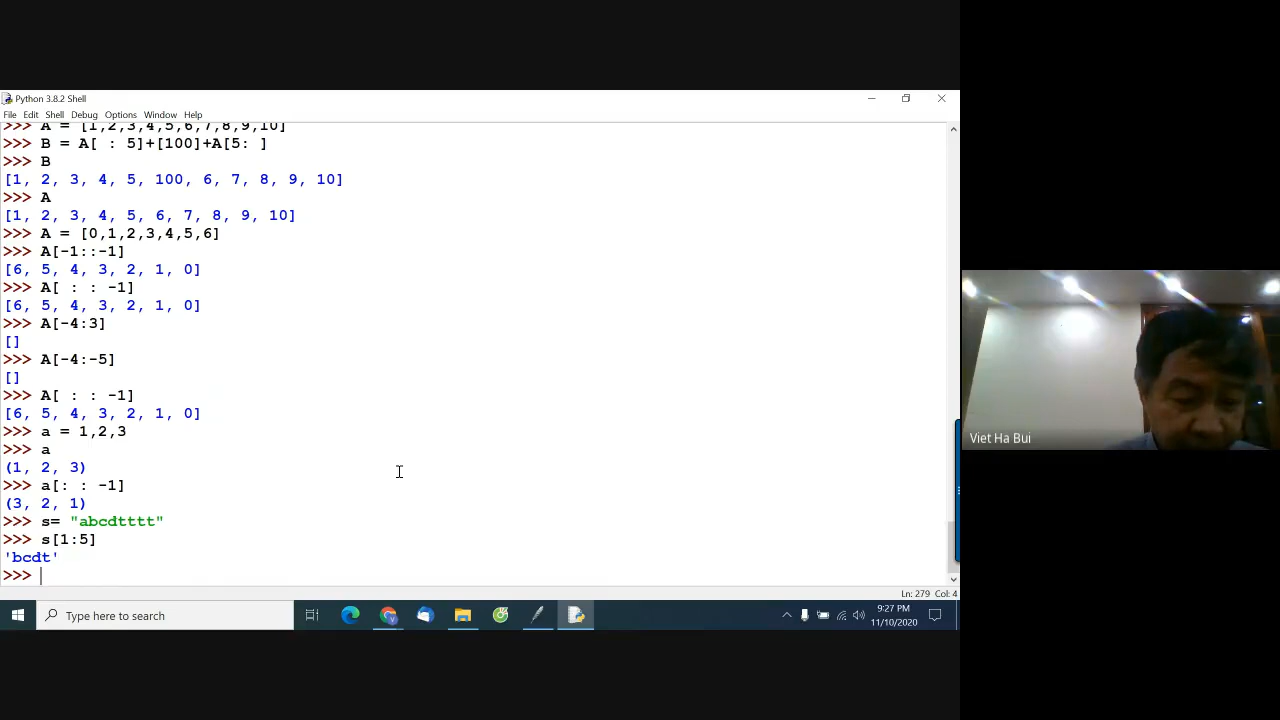 Python 3.8.2 Shell
File Edit Shell Debug Options Window Help
>>> A = [1,2,3,4,5,6,7,8,9,10]
>>> B = A[ : 5]+[100]+A[5: ]
>>> B
[1, 2, 3, 4, 5, 100, 6, 7, 8, 9, 10]
>>> A
[1, 2, 3, 4, 5, 6, 7, 8, 9, 10]
>>> A = [0,1,2,3,4,5,6]
>>> A[-1::-1]
[6, 5, 4, 3, 2, 1, 0]
>>> A[ : : -1]
[6, 5, 4, 3, 2, 1, 0]
>>> A[-4:3]
[]
>>> A[-4:-5]
[]
>>> A[ : : -1]
[6, 5, 4, 3, 2, 1, 0]
>>> a = 1,2,3
>>> a
(1, 2, 3)
>>> a[: : -1]
(3, 2, 1)
>>> s= "abcdtttt"
>>> s[1:5]
'bcdt'
>>>
Ln: 279 Col: 4
Type here to search
9:27 PM
11/10/2020
Viet Ha Bui